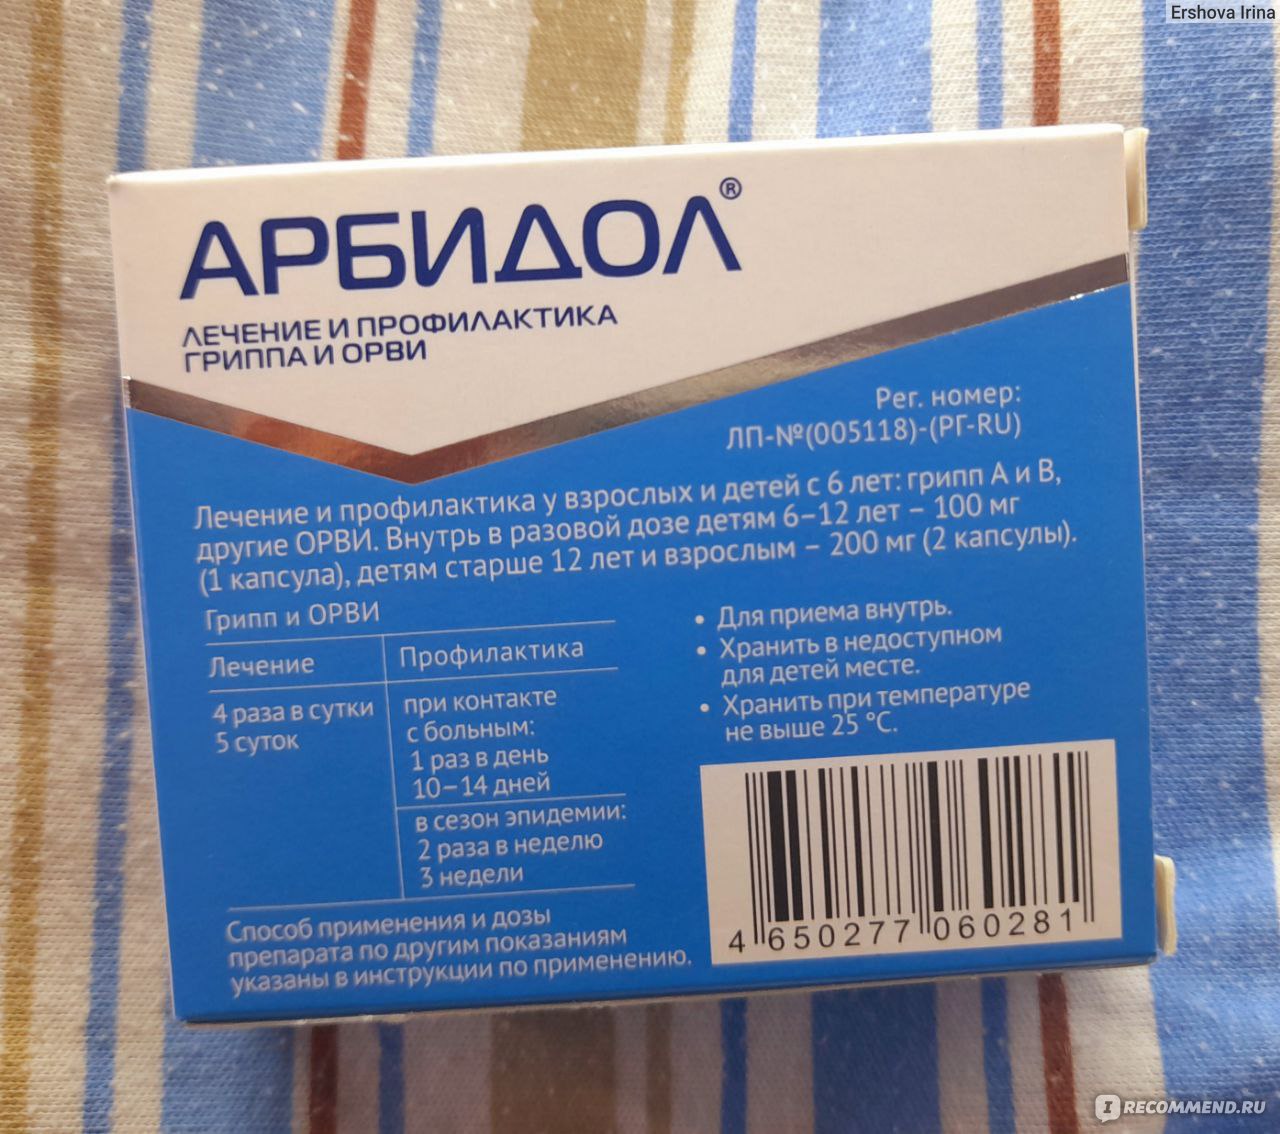 Ershova Irina
АРБИДОЛ®
ЛЕЧЕНИЕ И ПРОФИЛАКТИКА
ГРИППА И ОРВИ
Рег. номер:
ЛП-№(005118)-(РГ-RU)
Лечение и профилактика у взрослых и детей с 6 лет: грипп А и В,
другие ОРВИ. Внутрь в разовой дозе детям 6–12 лет – 100 мг
(1 капсула), детям старше 12 лет и взрослым – 200 мг (2 капсулы).
Грипп и ОРВИ
Лечение
Профилактика
4 раза в сутки
5 суток
при контакте
с больным:
1 раз в день
10–14 дней
в сезон эпидемии:
2 раза в неделю
3 недели
Способ применения и дозы
препарата по другим показаниям
указаны в инструкции по применению.
• Для приема внутрь.
• Хранить в недоступном
для детей месте.
• Хранить при температуре
не выше 25 °С.
4 650277 060281
IRECOMMEND.RU